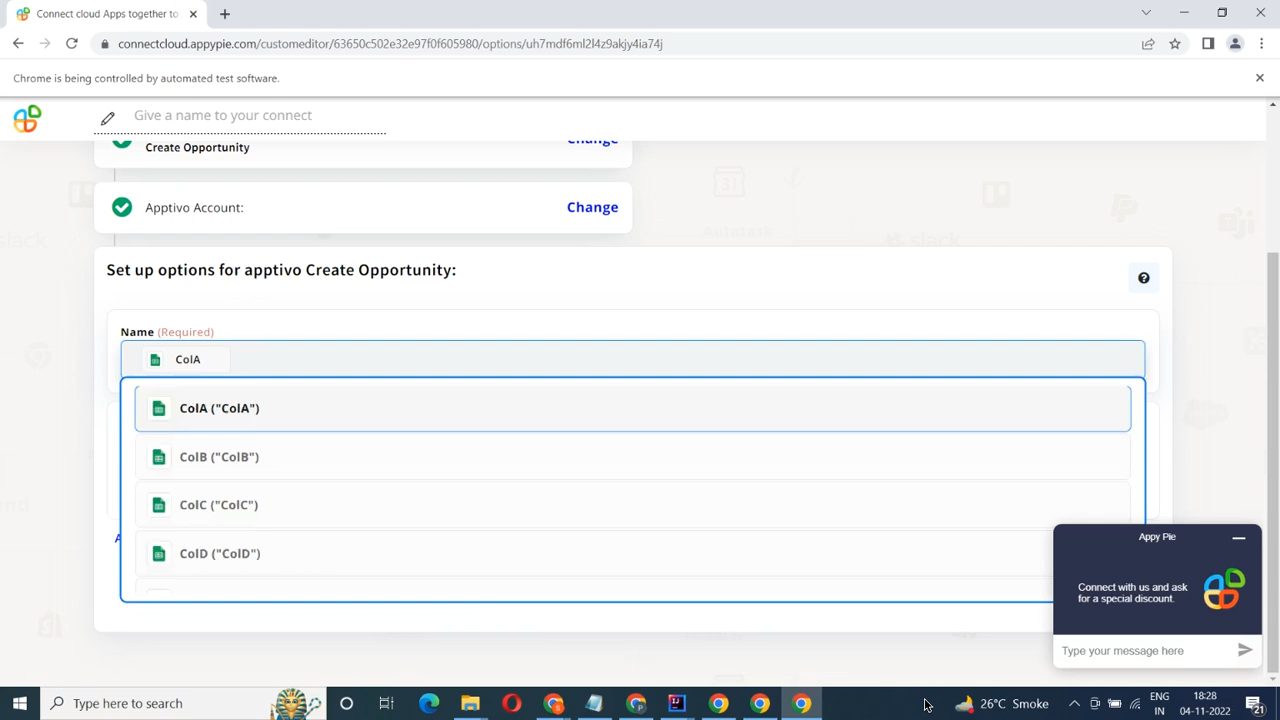 Connect cloud Apps together to
connectcloud.appypie.com/customeditor/63650c502e32e97f0f605980/options/uh7mdf6ml2l4z9akjy4ia74j
Chrome is being controlled by automated test software.
Give a name to your connect
Create Opportunity
Change
Apptivo Account:
Change
Set up options for apptivo Create Opportunity:
Name (Required)
ColA
ColA ("ColA")
ColB ("ColB")
ColC ("ColC")
ColD ("ColD")
Appy Pie
Connect with us and ask
for a special discount.
Type your message here
Type here to search
26°C Smoke
ENG
IN
18:28
04-11-2022
21